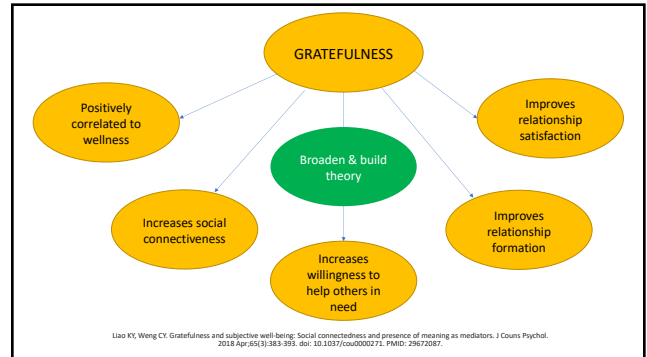 GRATEFULNESS
Positively
correlated to
wellness
Improves
relationship
satisfaction
Broaden & build
theory
Increases social
connectiveness
Improves
relationship
formation
Increases
willingness to
help others in
need
Liao KY, Weng CY. Gratefulness and subjective well-being: Social connectedness and presence of meaning as mediators. J Couns Psychol.
2018 Apr;65(3):383-393. doi: 10.1037/cou0000271. PMID: 29672087.